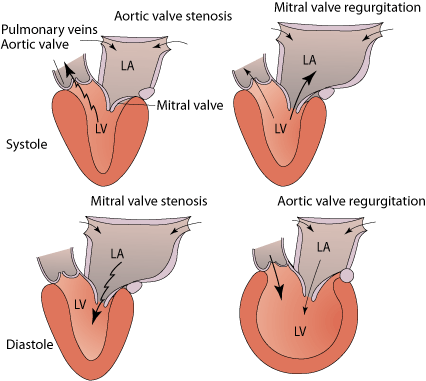 Aortic valve stenosis
Mitral valve regurgitation
Pulmonary veins
Aortic valve
LA
LA
Mitral valve
LV
LV
Systole
Mitral valve stenosis
Aortic valve regurgitation
LA
LA
LV
LV
Diastole